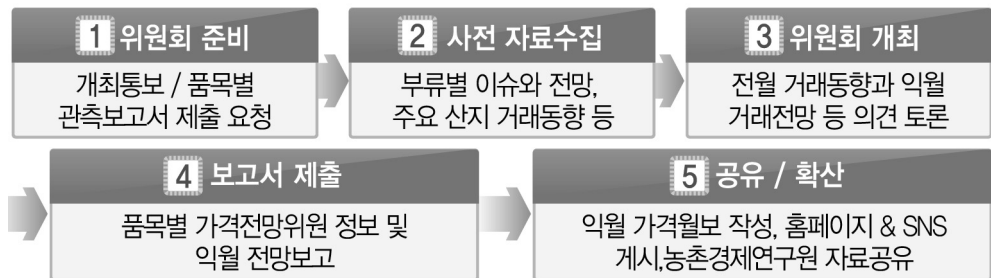 1 위원회 준비
개최통보 / 품목별
관측보고서 제출 요청
2 사전 자료수집
부류별 이슈와 전망,
주요 산지 거래동향 등
3 위원회 개최
전월 거래동향과 익월
거래전망 등 의견 토론
4 보고서 제출
품목별 가격전망위원 정보 및
익월 전망보고
5 공유 / 확산
익월 가격월보 작성, 홈페이지 & SNS
게시,농촌경제연구원 자료공유